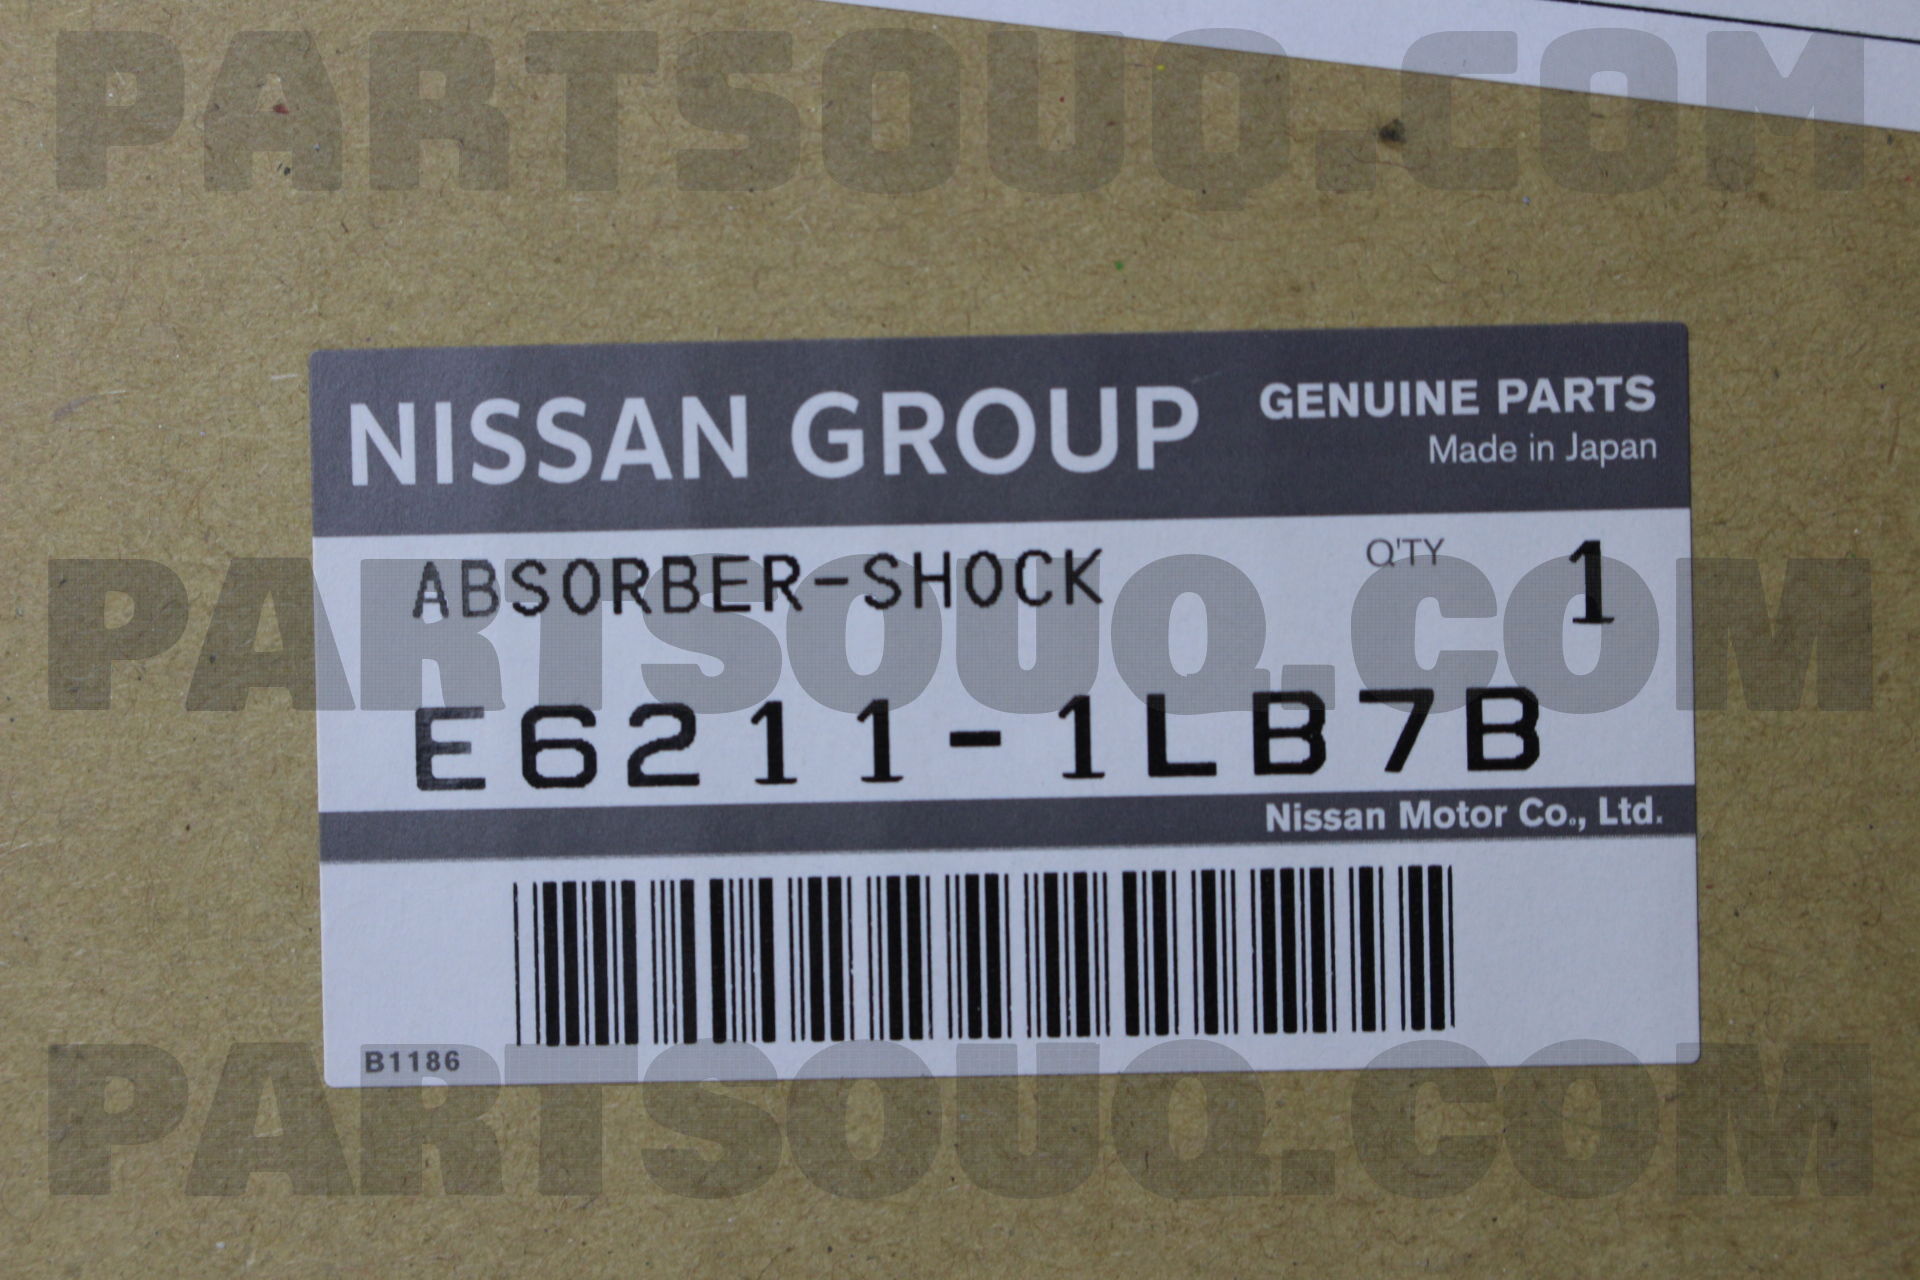 PARTSOUQ.COM
NISSAN GROUP
GENUINE PARTS
Made in Japan
ABSORBER-SHOCK
Q'TY 1
PARTSOUQ.COM
E6211-1LB7B
Nissan Motor Co., Ltd.
B1186
PARTSOUQ.COM